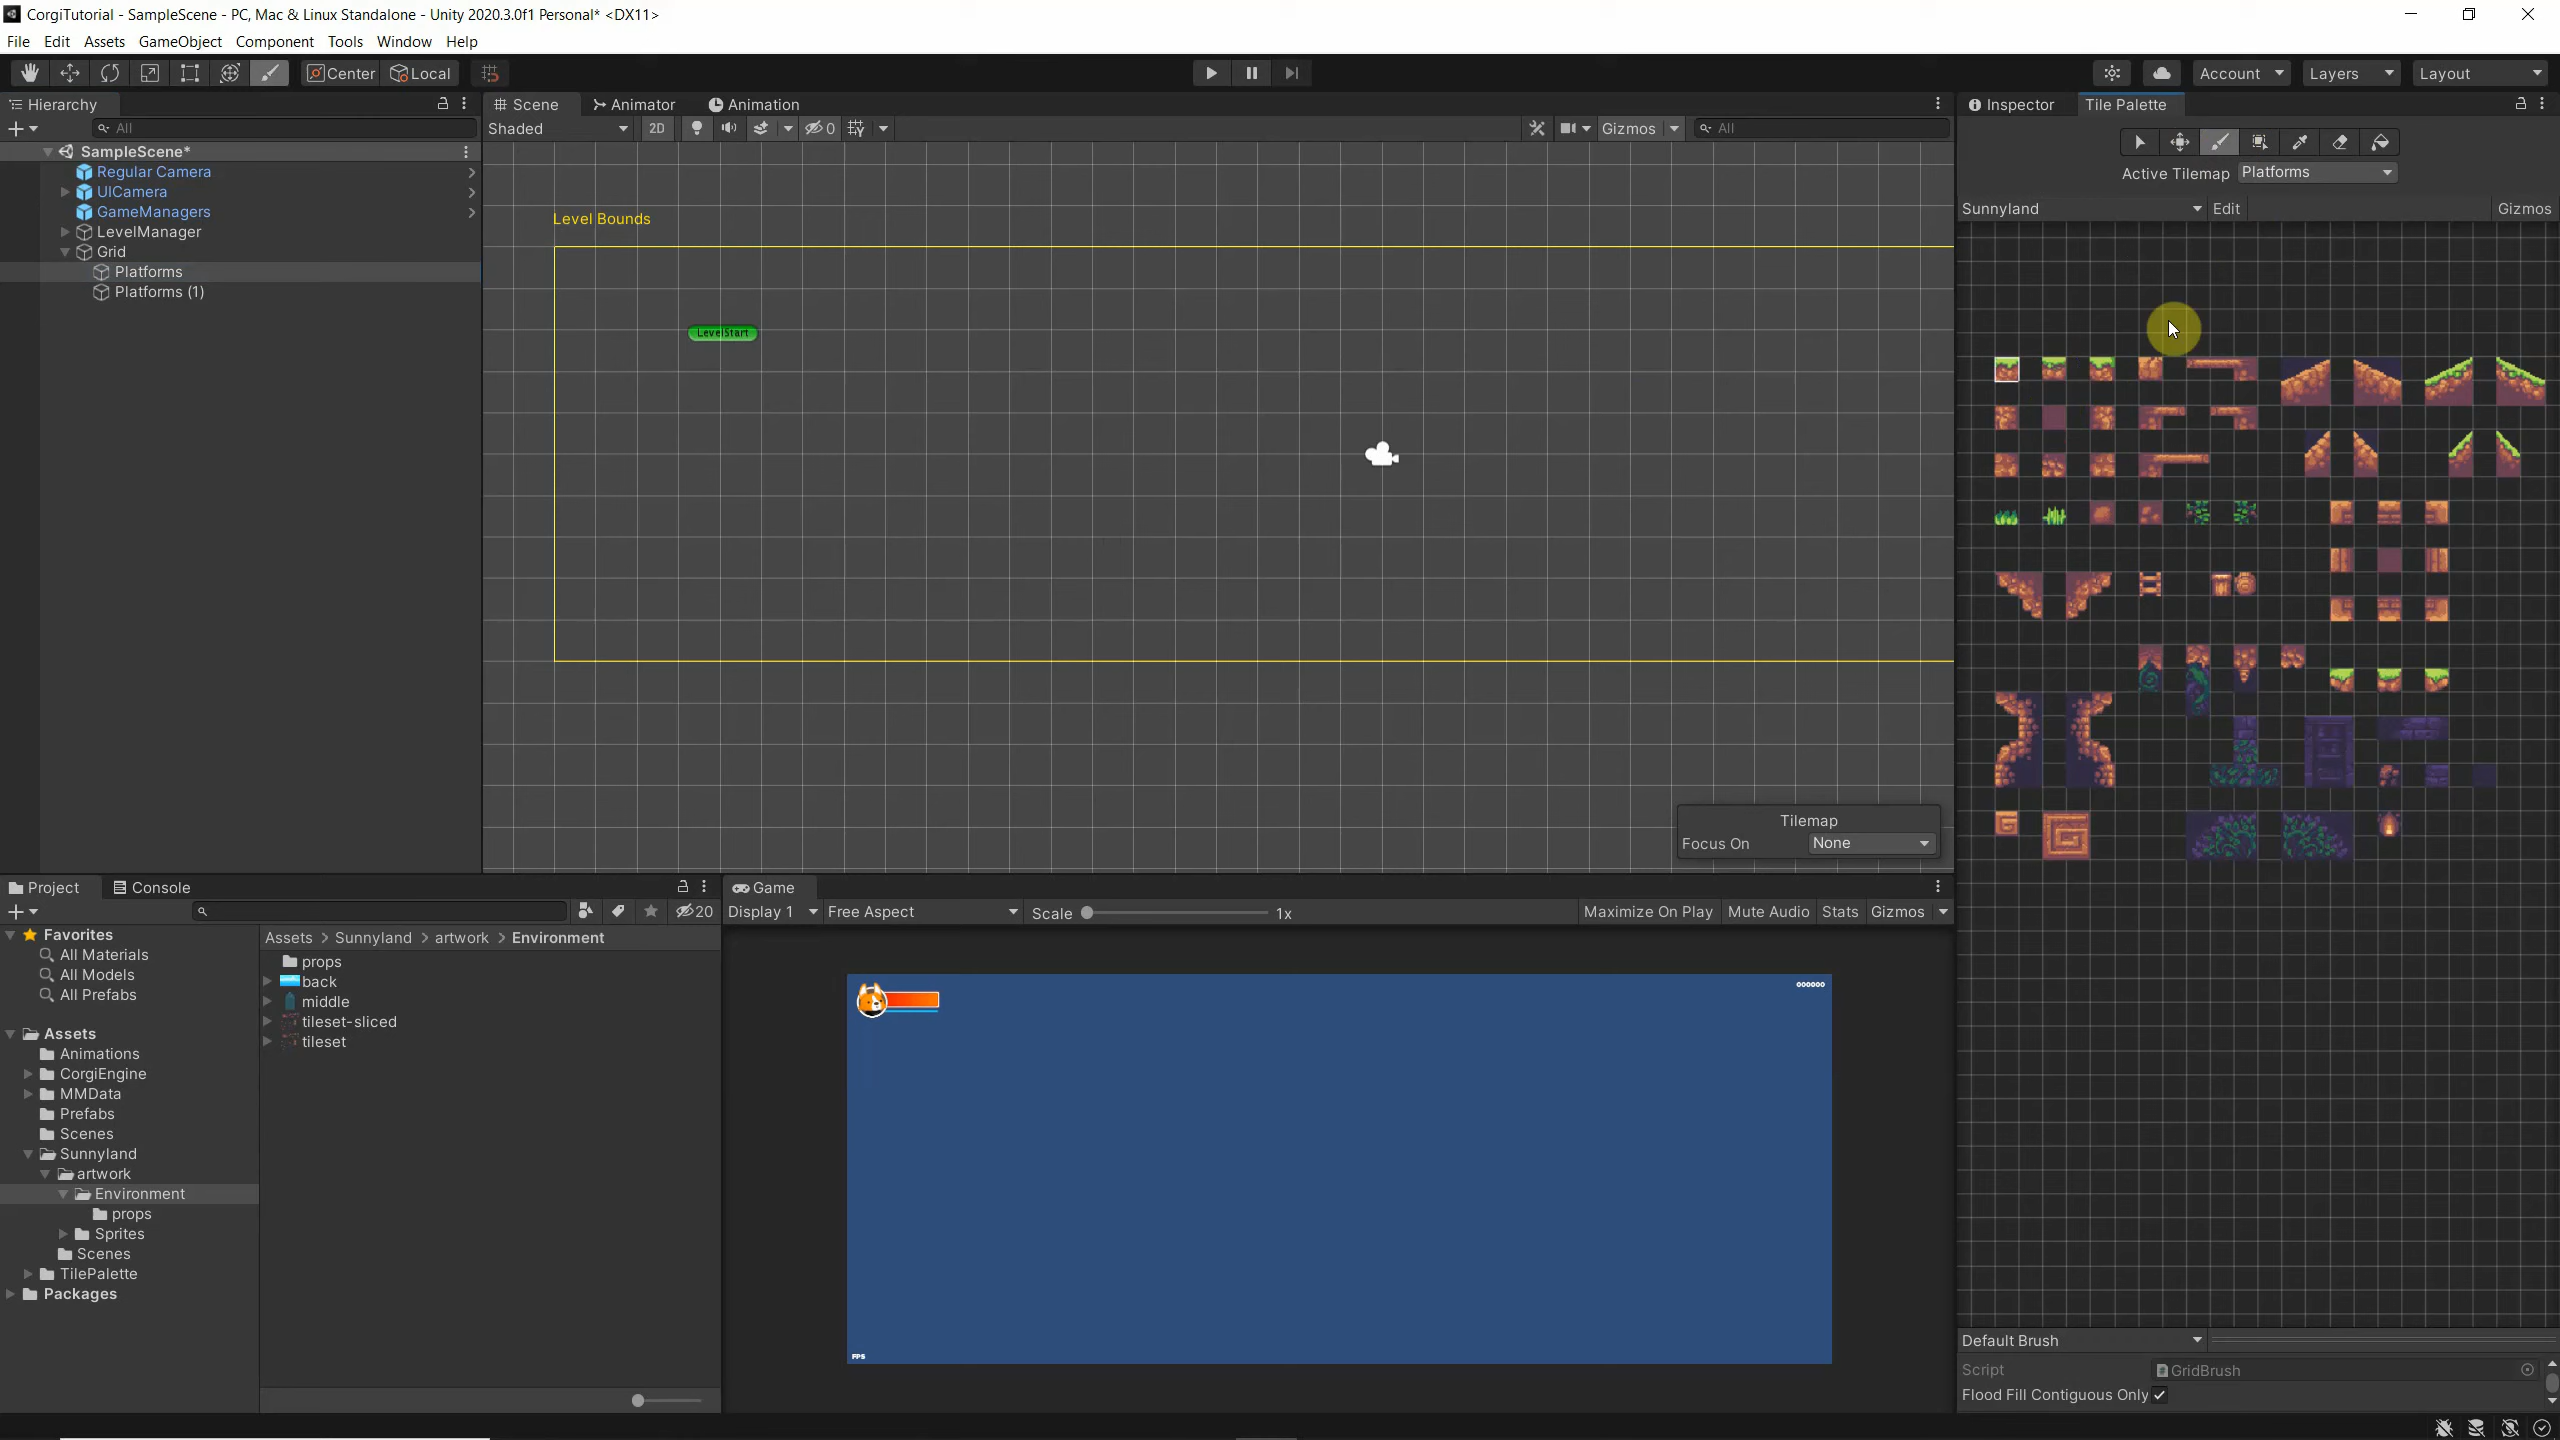 CorgiTutorial - SampleScene - PC, Mac & Linux Standalone - Unity 2020.3.0f1 Personal* <DX11>
File Edit Assets GameObject Component Tools Window Help
Center Local Account Layers Layout
Hierarchy
All
SampleScene*
Regular Camera
UICamera
GameManagers
LevelManager
Grid
Platforms
Platforms (1)
Scene Animator Animation
Shaded 2D 0 Gizmos All
Level Bounds
LevelStart
Tilemap
Focus On None
Inspector Tile Palette
Active Tilemap Platforms
Sunnyland Edit Gizmos
Project Console
20
Favorites
All Materials
All Models
All Prefabs
Assets
Animations
CorgiEngine
MMData
Prefabs
Scenes
Sunnyland
artwork
Environment
props
Sprites
Scenes
TilePalette
Packages
Assets > Sunnyland > artwork > Environment
props
back
middle
tileset-sliced
tileset
Game
Display 1 Free Aspect Scale 1x Maximize On Play Mute Audio Stats Gizmos
000000
FPS
Default Brush
Script GridBrush
Flood Fill Contiguous Only